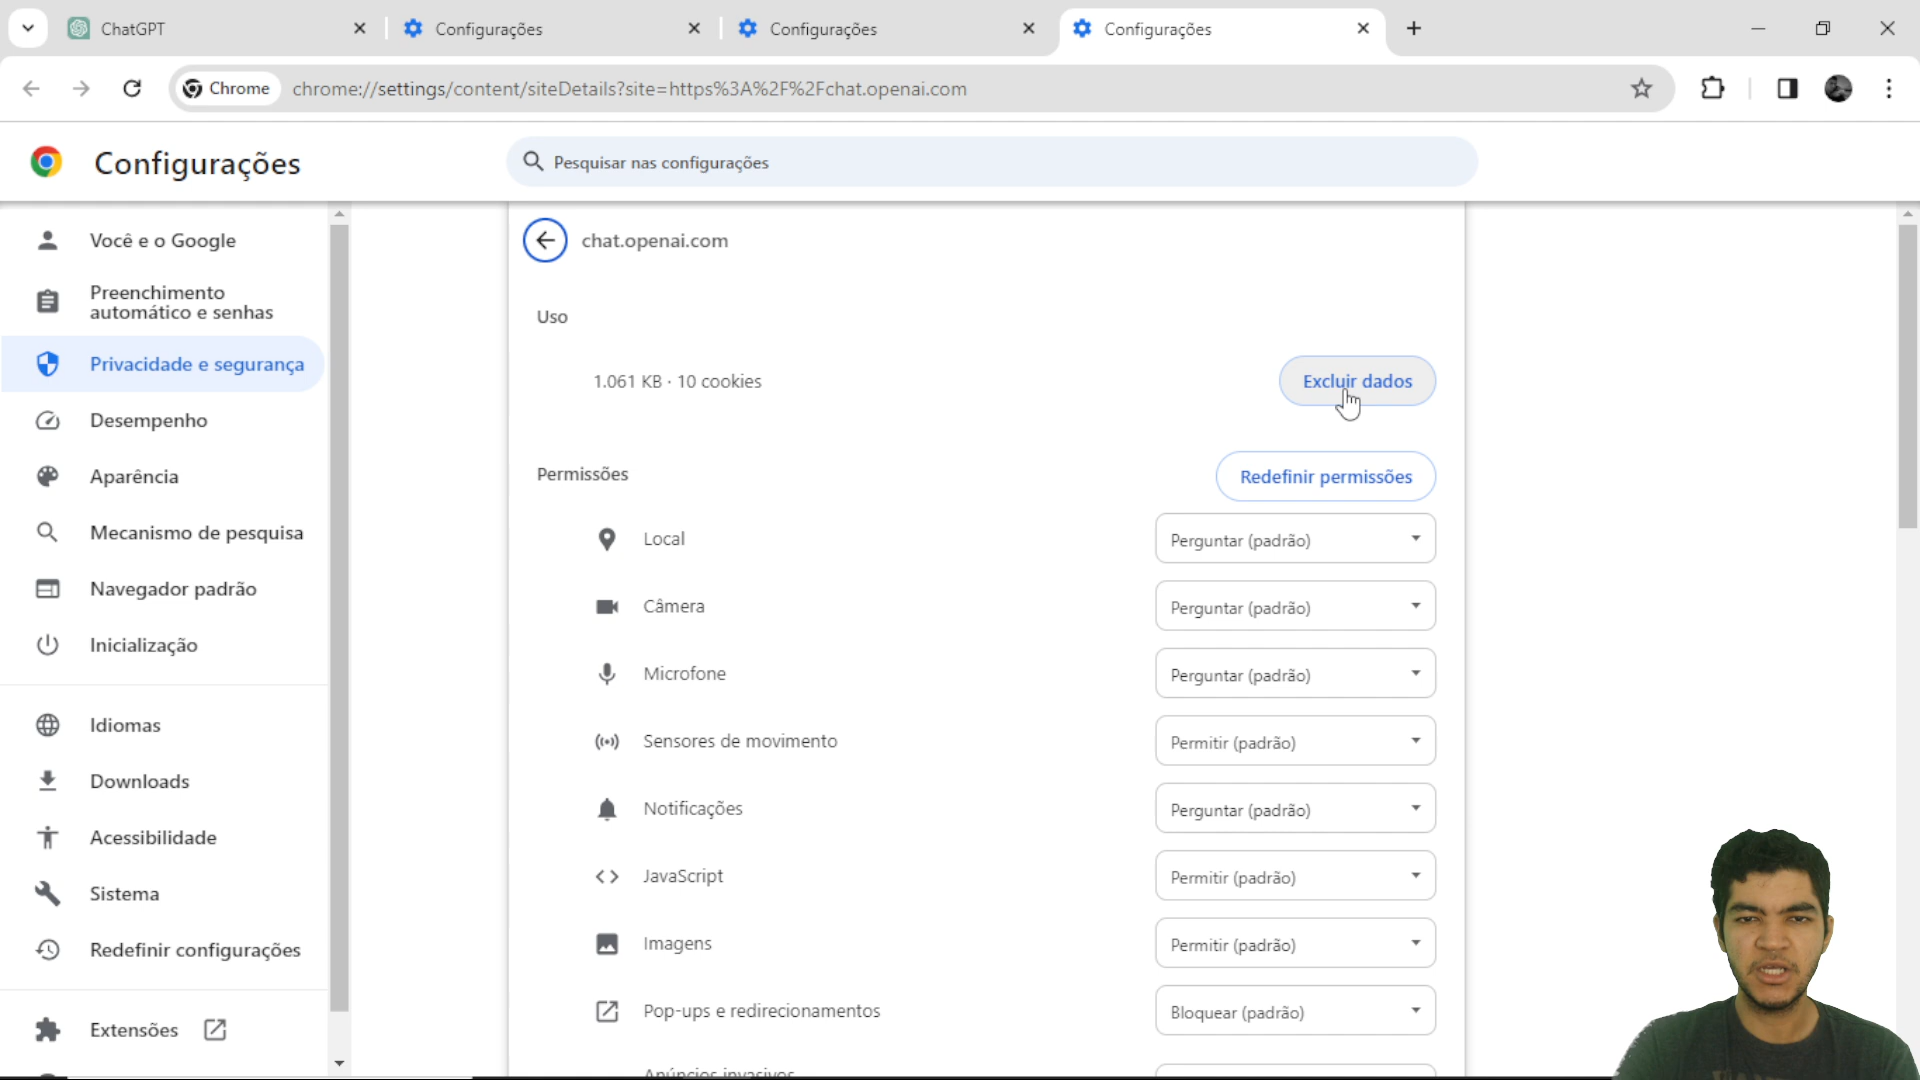 ChatGPT
Configurações
Configurações
Configurações
Chrome
chrome://settings/content/siteDetails?site=https%3A%2F%2Fchat.openai.com
Configurações
Pesquisar nas configurações
Você e o Google
Preenchimento
automático e senhas
Privacidade e segurança
Desempenho
Aparência
Mecanismo de pesquisa
Navegador padrão
Inicialização
Idiomas
Downloads
Acessibilidade
Sistema
Redefinir configurações
Extensões
chat.openai.com
Uso
1.061 KB · 10 cookies
Excluir dados
Permissões
Redefinir permissões
Local
Perguntar (padrão)
Câmera
Perguntar (padrão)
Microfone
Perguntar (padrão)
Sensores de movimento
Permitir (padrão)
Notificações
Perguntar (padrão)
JavaScript
Permitir (padrão)
Imagens
Permitir (padrão)
Pop-ups e redirecionamentos
Bloquear (padrão)
Anúncios invasivos